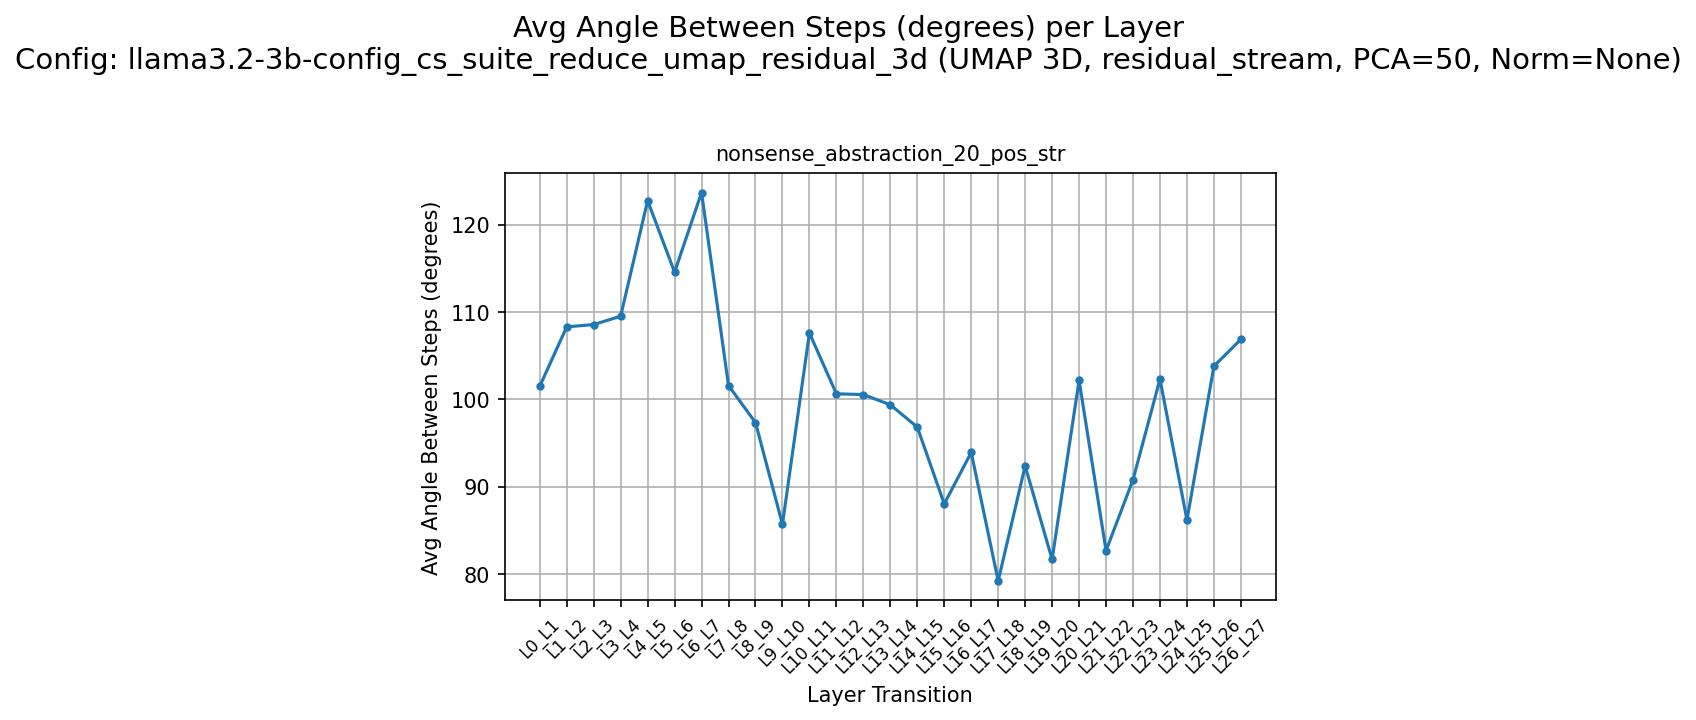 Avg Angle Between Steps (degrees) per Layer
Config: llama3.2-3b-config_cs_suite_reduce_umap_residual_3d (UMAP 3D, residual_stream, PCA=50, Norm=None)
nonsense_abstraction_20_pos_str
Avg Angle Between Steps (degrees)
120
110
100
90
80
L0_L1
L1_L2
L2_L3
L3_L4
L4_L5
L5_L6
L6_L7
L7_L8
L8_L9
L9_L10
L10_L11
L11_L12
L12_L13
L13_L14
L14_L15
L15_L16
L16_L17
L17_L18
L18_L19
L19_L20
L20_L21
L21_L22
L22_L23
L23_L24
L24_L25
L25_L26
L26_L27
Layer Transition